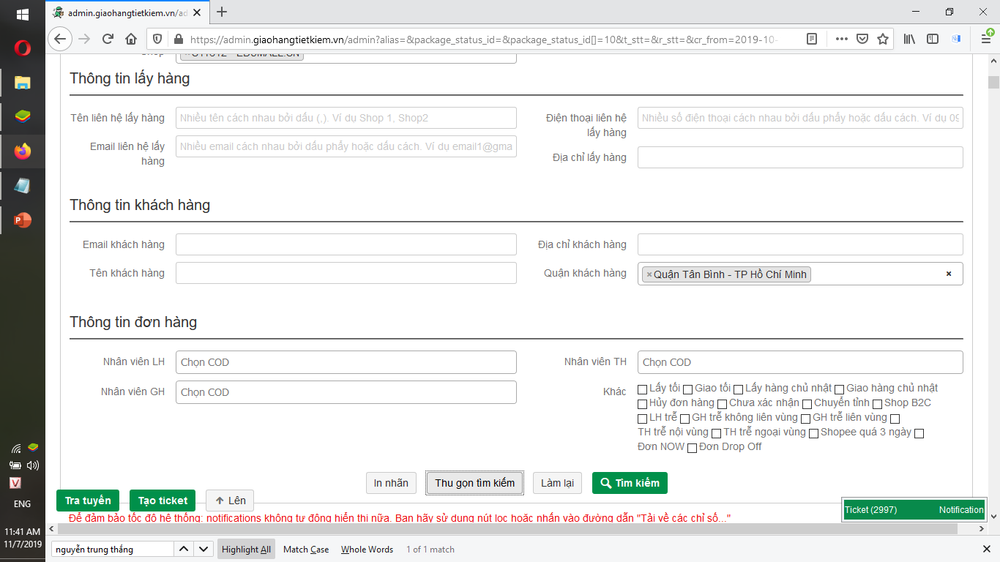 admin.giaohangtietkiem.vn/ad
https://admin.giaohangtietkiem.vn/admin?alias=&package_status_id=&package_status_id[]=10&t_stt=&r_stt=&cr_from=2019-10-
Thông tin lấy hàng
Tên liên hệ lấy hàng
Nhiều tên cách nhau bởi dấu (,). Ví dụ Shop 1, Shop2
Điện thoại liên hệ lấy hàng
Nhiều số điện thoại cách nhau bởi dấu phẩy hoặc dấu cách. Ví dụ 09
Email liên hệ lấy hàng
Nhiều email cách nhau bởi dấu phẩy hoặc dấu cách. Ví dụ email1@gma
Địa chỉ lấy hàng
Thông tin khách hàng
Email khách hàng
Địa chỉ khách hàng
Tên khách hàng
Quận khách hàng
×Quận Tân Bình - TP Hồ Chí Minh ×
Thông tin đơn hàng
Nhân viên LH
Chọn COD
Nhân viên TH
Chọn COD
Nhân viên GH
Chọn COD
Khác
Lấy tối Giao tối Lấy hàng chủ nhật Giao hàng chủ nhật
Hủy đơn hàng Chưa xác nhận Chuyển tỉnh Shop B2C
LH trễ GH trễ không liên vùng GH trễ liên vùng
TH trễ nội vùng TH trễ ngoại vùng Shopee quá 3 ngày
Đơn NOW Đơn Drop Off
In nhãn Thu gọn tìm kiếm Làm lại Tìm kiếm
Tra tuyến Tạo ticket Lên
Ticket (2997) Notification
Để đảm bảo tốc độ hệ thống: notifications không tự động hiển thị nữa. Bạn hãy sử dụng nút lọc hoặc nhấn vào đường dẫn "Tải về các chỉ số..."
ENG
11:41 AM
11/7/2019
nguyễn trung thắng
Highlight All Match Case Whole Words 1 of 1 match